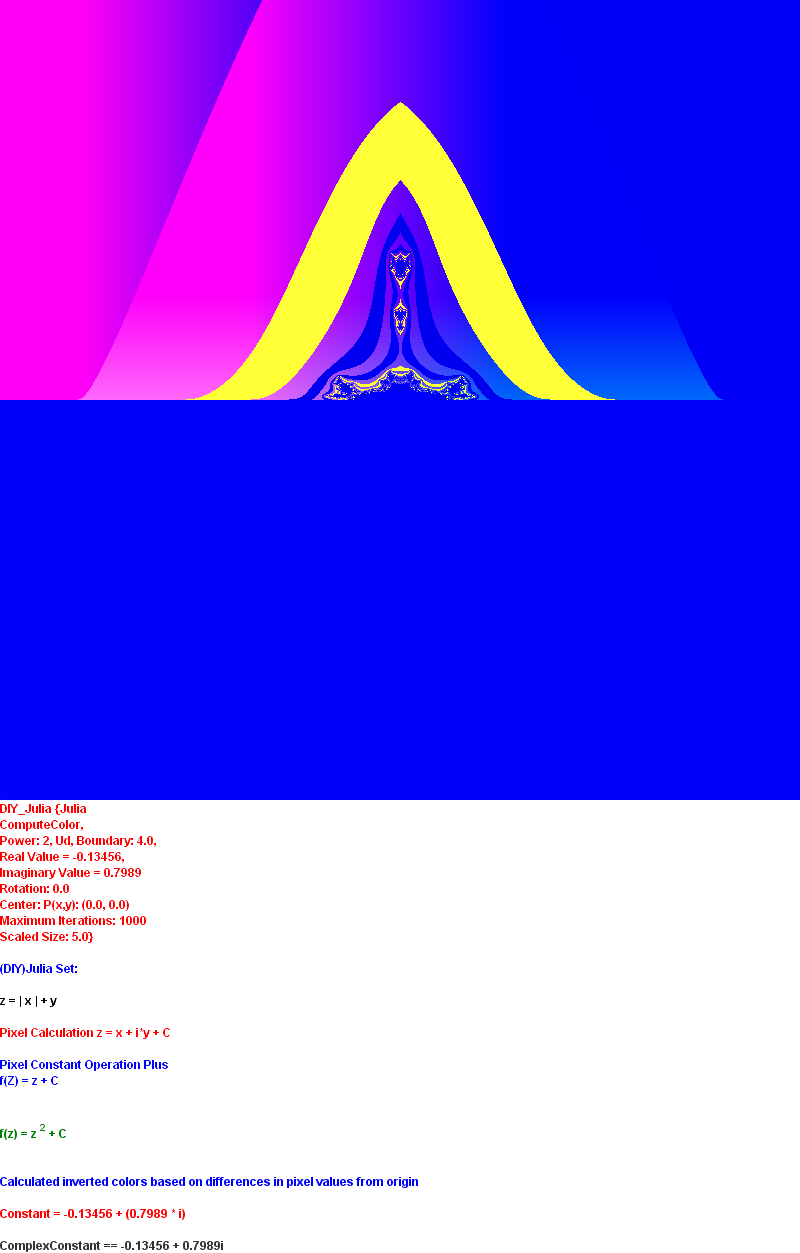 DIY_Julia {Julia
ComputeColor,
Power: 2, Ud, Boundary: 4.0,
Real Value = -0.13456,
Imaginary Value = 0.7989
Rotation: 0.0
Center: P(x,y): (0.0, 0.0)
Maximum Iterations: 1000
Scaled Size: 5.0}
(DIY)Julia Set:
z = | x | + y
Pixel Calculation z = x + i*y + C
Pixel Constant Operation Plus
f(Z) = z + C
f(z) = z 2 + C
Calculated inverted colors based on differences in pixel values from origin
Constant = -0.13456 + (0.7989 * i)
ComplexConstant == -0.13456 + 0.7989i